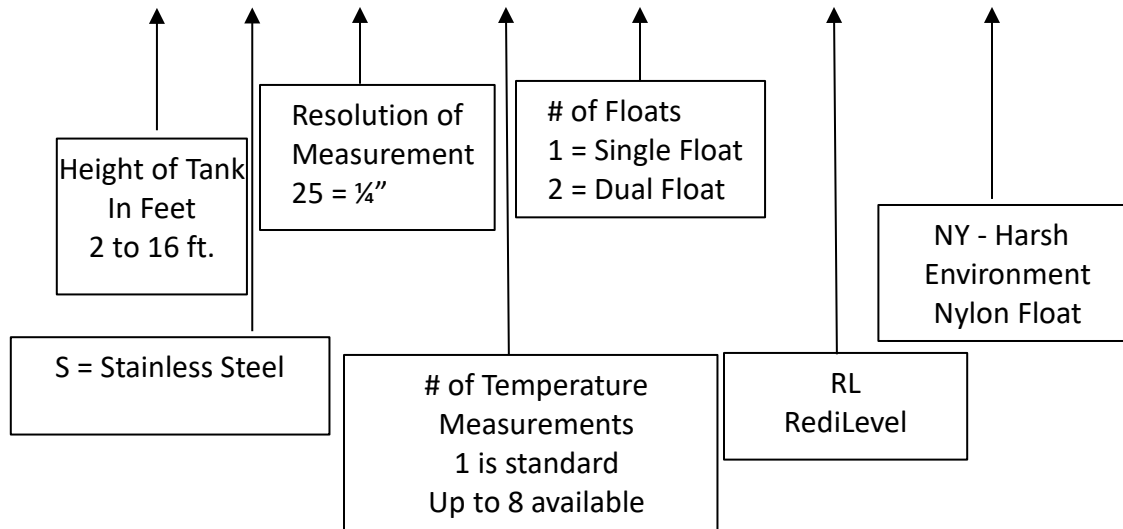 Height of Tank
In Feet
2 to 16 ft.
S = Stainless Steel
Resolution of
Measurement
25 = ¼”
# of Temperature
Measurements
1 is standard
Up to 8 available
# of Floats
1 = Single Float
2 = Dual Float
RL
RediLevel
NY - Harsh
Environment
Nylon Float